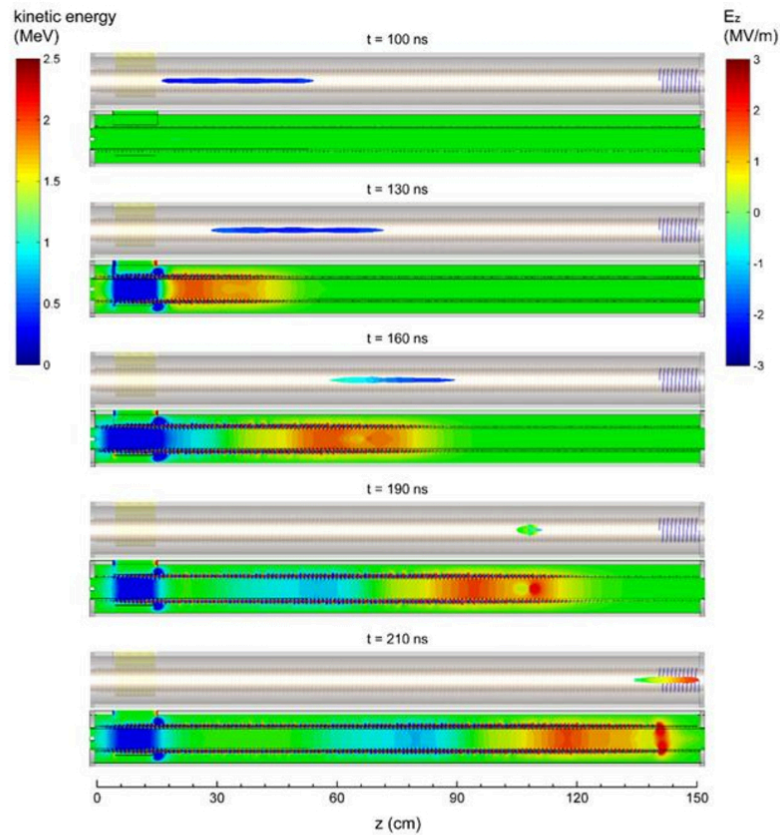 kinetic energy
(MeV)
E_z
(MV/m)
t = 100 ns
2.5
2
1.5
1
0.5
0
3
2
1
0
-1
-2
-3
t = 130 ns
t = 160 ns
t = 190 ns
t = 210 ns
0 30 60 90 120 150
z (cm)